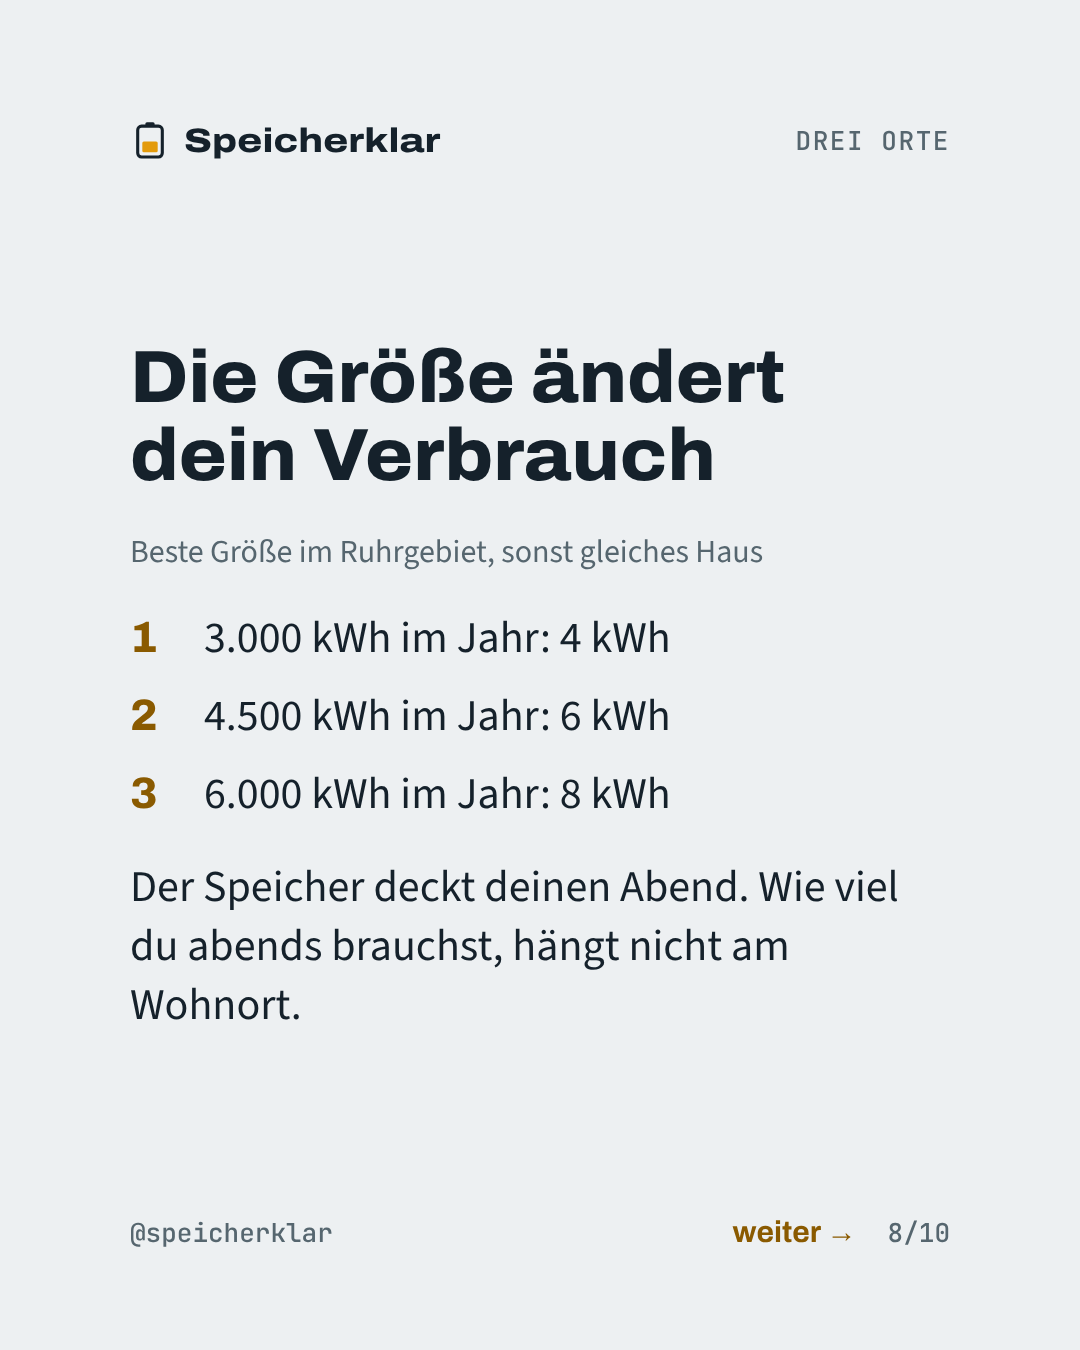 Speicherklar
DREI ORTE
Die Größe ändert
dein Verbrauch
Beste Größe im Ruhrgebiet, sonst gleiches Haus
1 3.000 kWh im Jahr: 4 kWh
2 4.500 kWh im Jahr: 6 kWh
3 6.000 kWh im Jahr: 8 kWh
Der Speicher deckt deinen Abend. Wie viel
du abends brauchst, hängt nicht am
Wohnort.
@speicherklar
weiter → 8/10